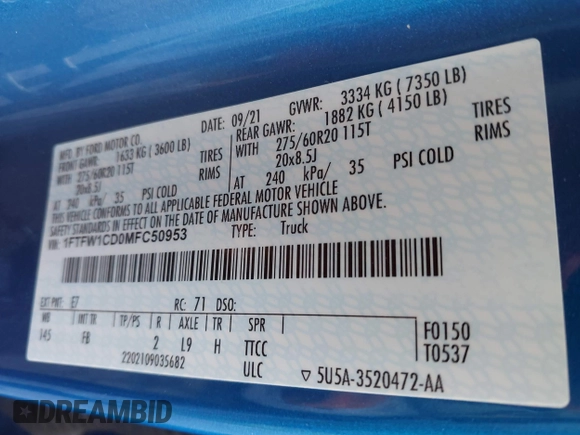 MFG. BY FORD MOTOR CO.
DATE: 09/21 GVWR: 3334 KG ( 7350 LB)
FRONT GAWR: 1633 KG (3600 LB)
REAR GAWR: 1882 KG ( 4150 LB)
WITH 275/60R20 115T TIRES
WITH 275/60R20 115T TIRES
20x8.5J RIMS
20x8.5J RIMS
AT 240 kPa/ 35 PSI COLD
AT 240 kPa/ 35 PSI COLD
THIS VEHICLE CONFORMS TO ALL APPLICABLE FEDERAL MOTOR VEHICLE
SAFETY STANDARDS IN EFFECT ON THE DATE OF MANUFACTURE SHOWN ABOVE.
VIN: 1FTFW1CD0MFC50953 TYPE: Truck
EXT PNT: E7 RC: 71 DSO:
WB INT TR TP/PS R AXLE TR SPR
145 FB 2 L9 H TTCC
F0150
T0537
2202109035682 ULC
▽ 5U5A-3520472-AA
DREAMBID